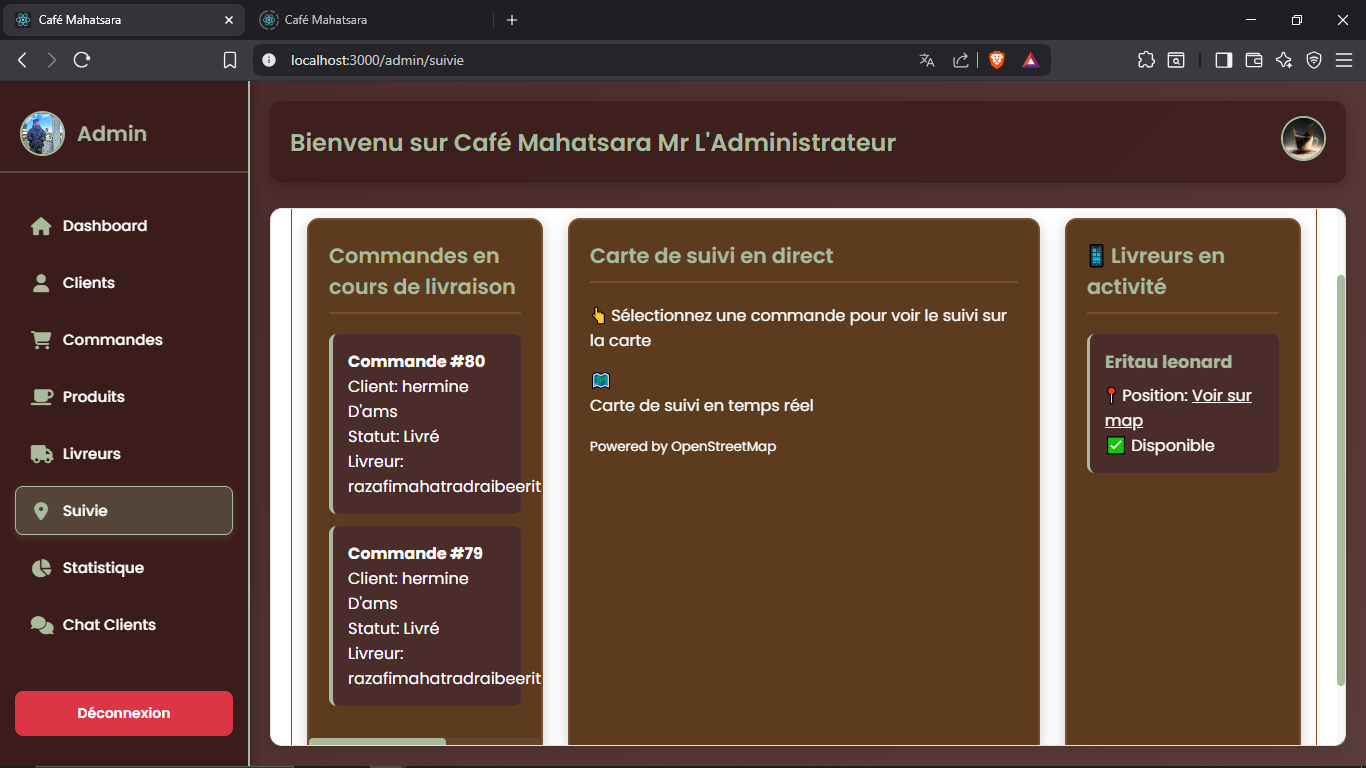 Café Mahatsara
Café Mahatsara
localhost:3000/admin/suivie
Admin
Bienvenu sur Café Mahatsara Mr L'Administrateur
Dashboard
Clients
Commandes
Produits
Livreurs
Suivie
Statistique
Chat Clients
Déconnexion
Commandes en
cours de livraison
Commande #80
Client: hermine
D'ams
Statut: Livré
Livreur:
razafimahatradraibeerit
Commande #79
Client: hermine
D'ams
Statut: Livré
Livreur:
razafimahatradraibeerit
Carte de suivi en direct
👆 Sélectionnez une commande pour voir le suivi sur
la carte
🗺️
Carte de suivi en temps réel
Powered by OpenStreetMap
📱 Livreurs en
activité
Eritau leonard
📍 Position: Voir sur
map
✅ Disponible